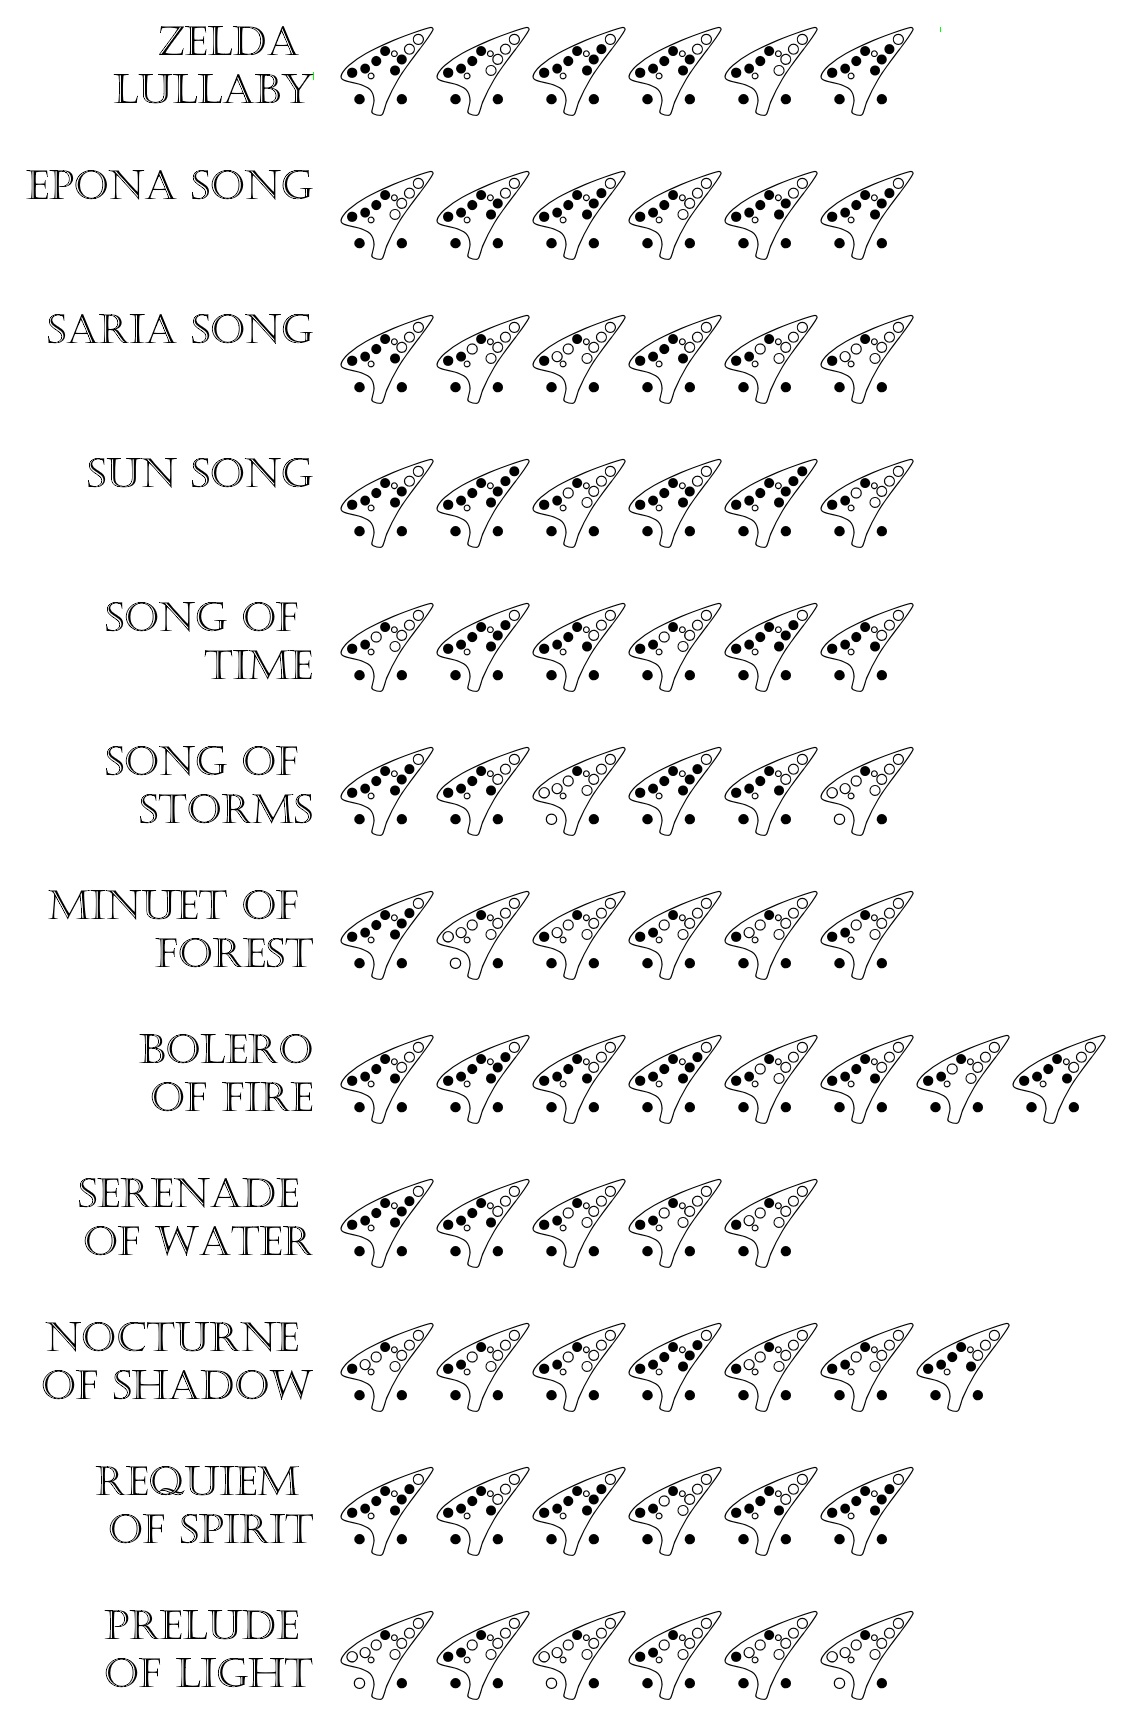 ZELDA
LULLABY
EPONA SONG
SARIA SONG
SUN SONG
SONG OF
TIME
SONG OF
STORMS
MINUET OF
FOREST
BOLERO
OF FIRE
SERENADE
OF WATER
NOCTURNE
OF SHADOW
REQUIEM
OF SPIRIT
PRELUDE
OF LIGHT